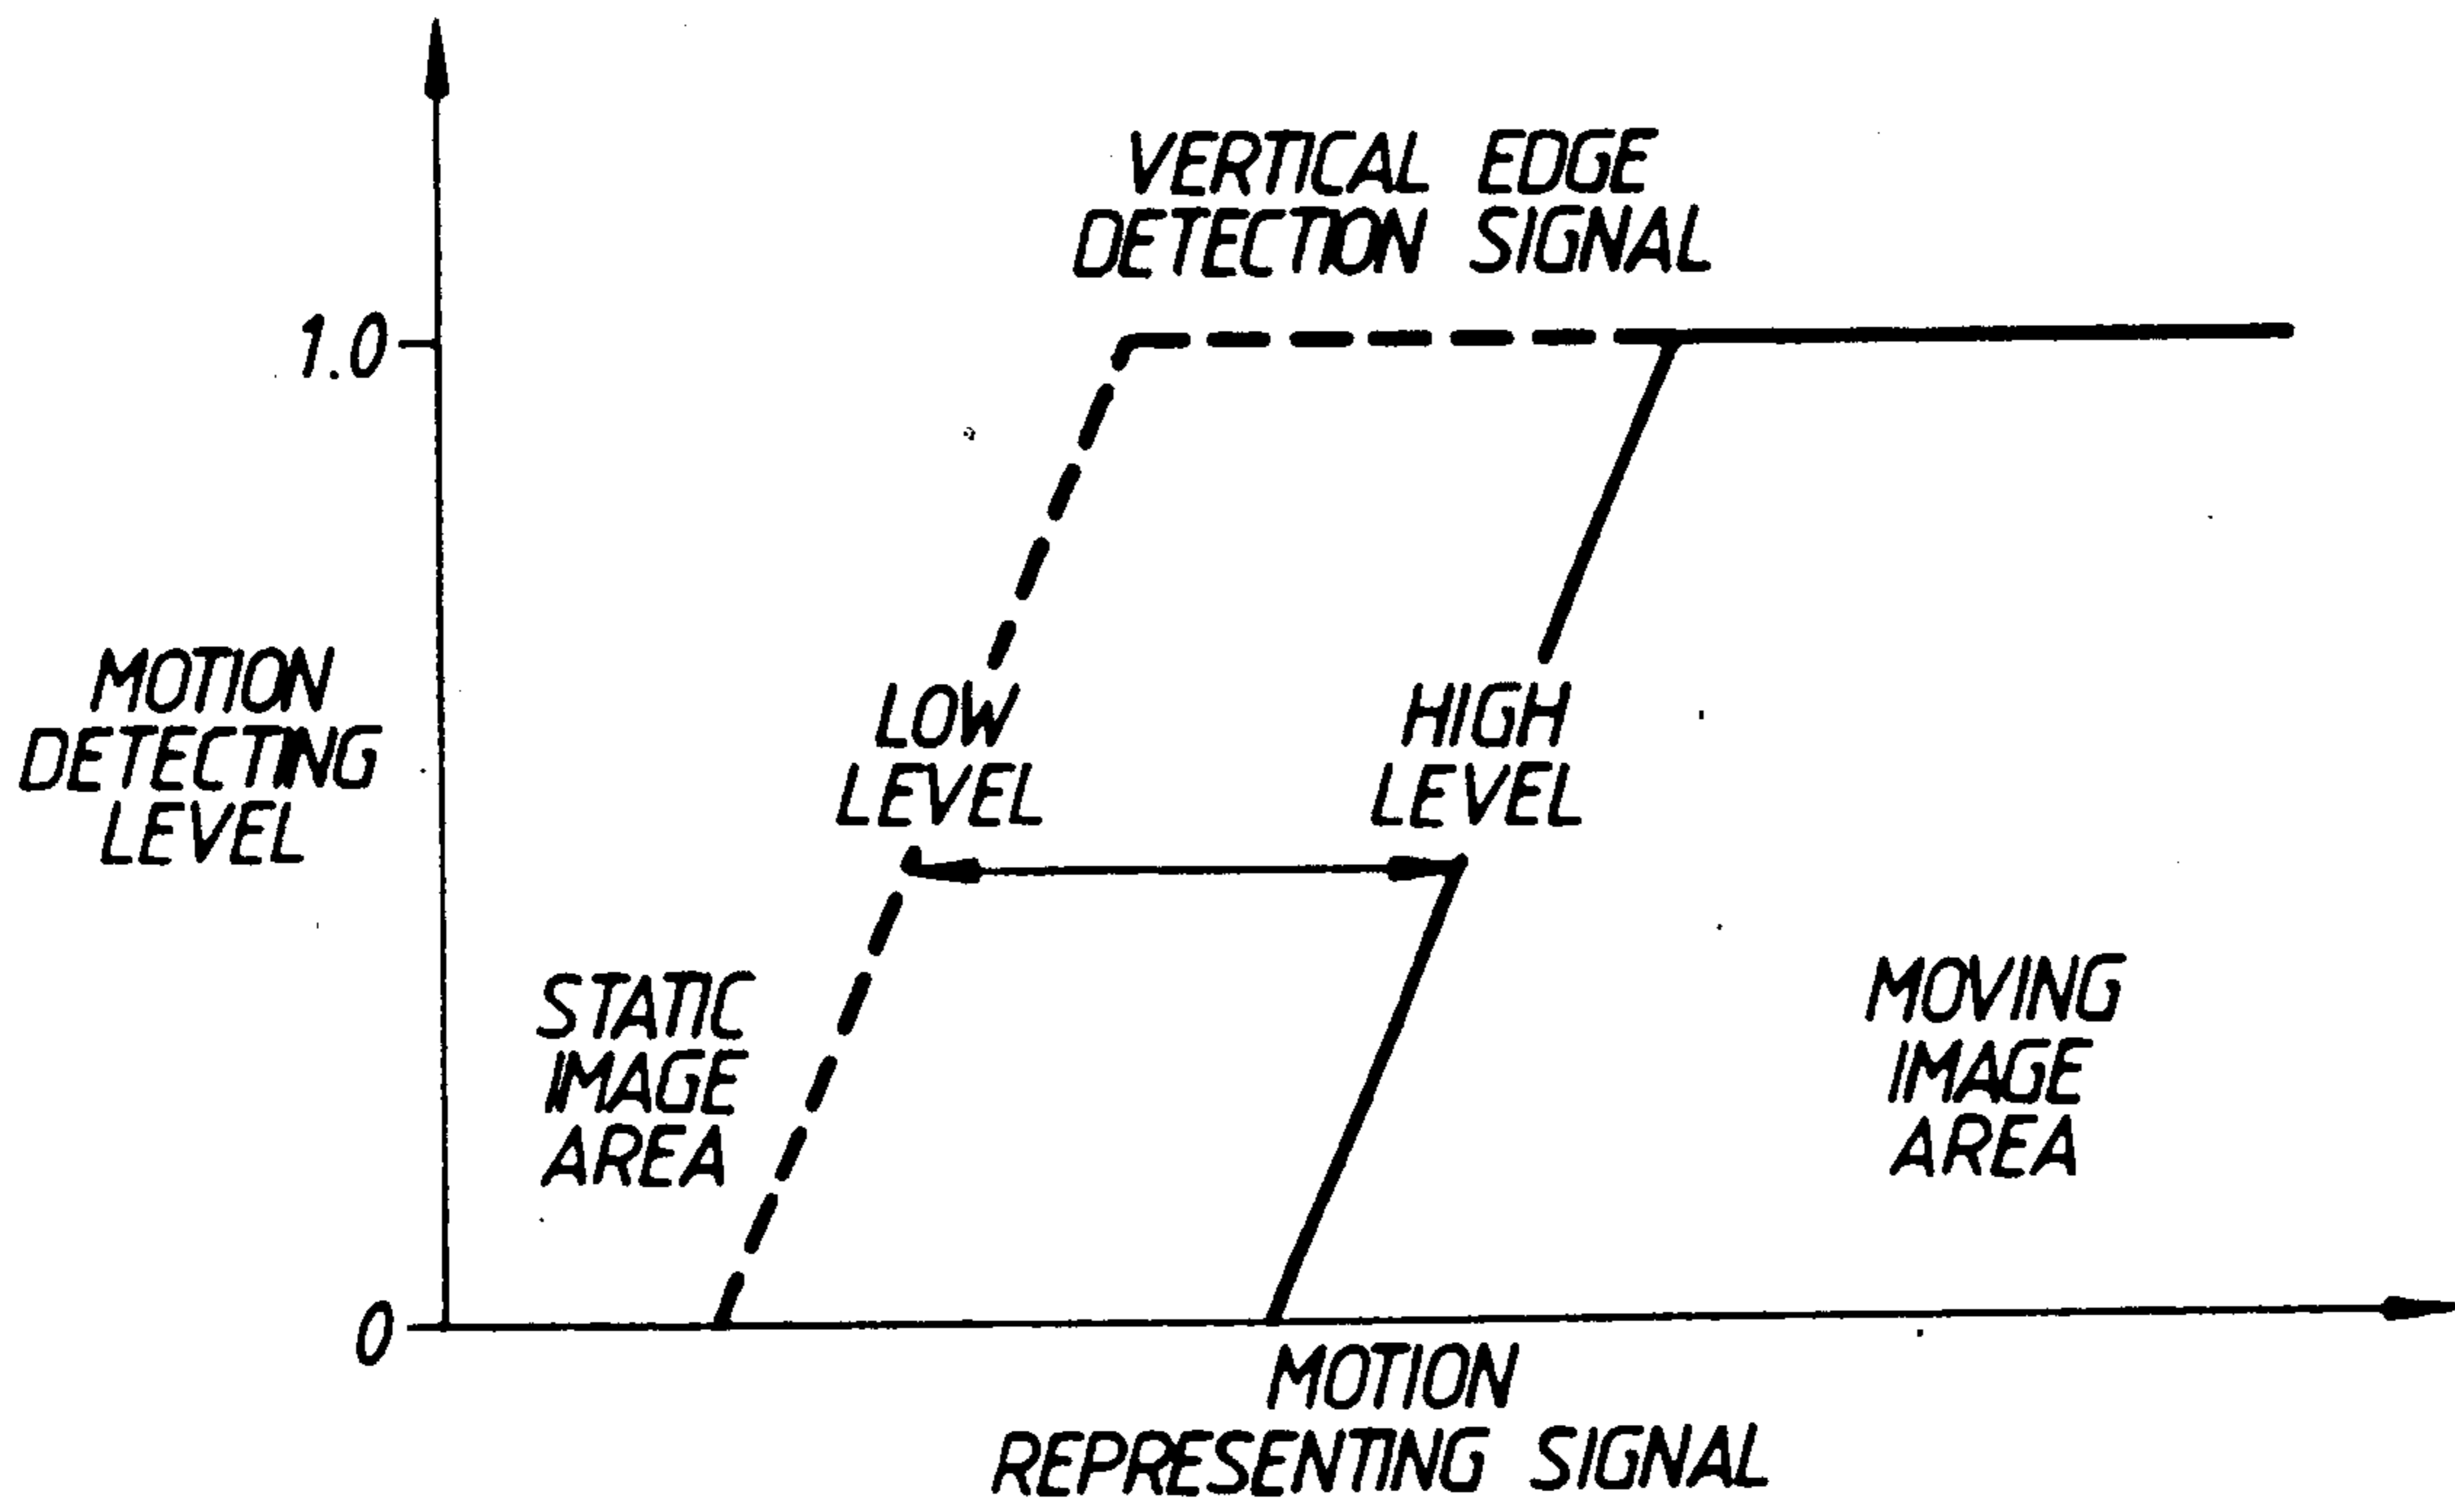 VERTICAL EDGE
DETECTION SIGNAL
1.0
MOTION
DETECTING
LEVEL
LOW
LEVEL
HIGH
LEVEL
STATIC
IMAGE
AREA
MOVING
IMAGE
AREA
0
MOTION
REPRESENTING SIGNAL